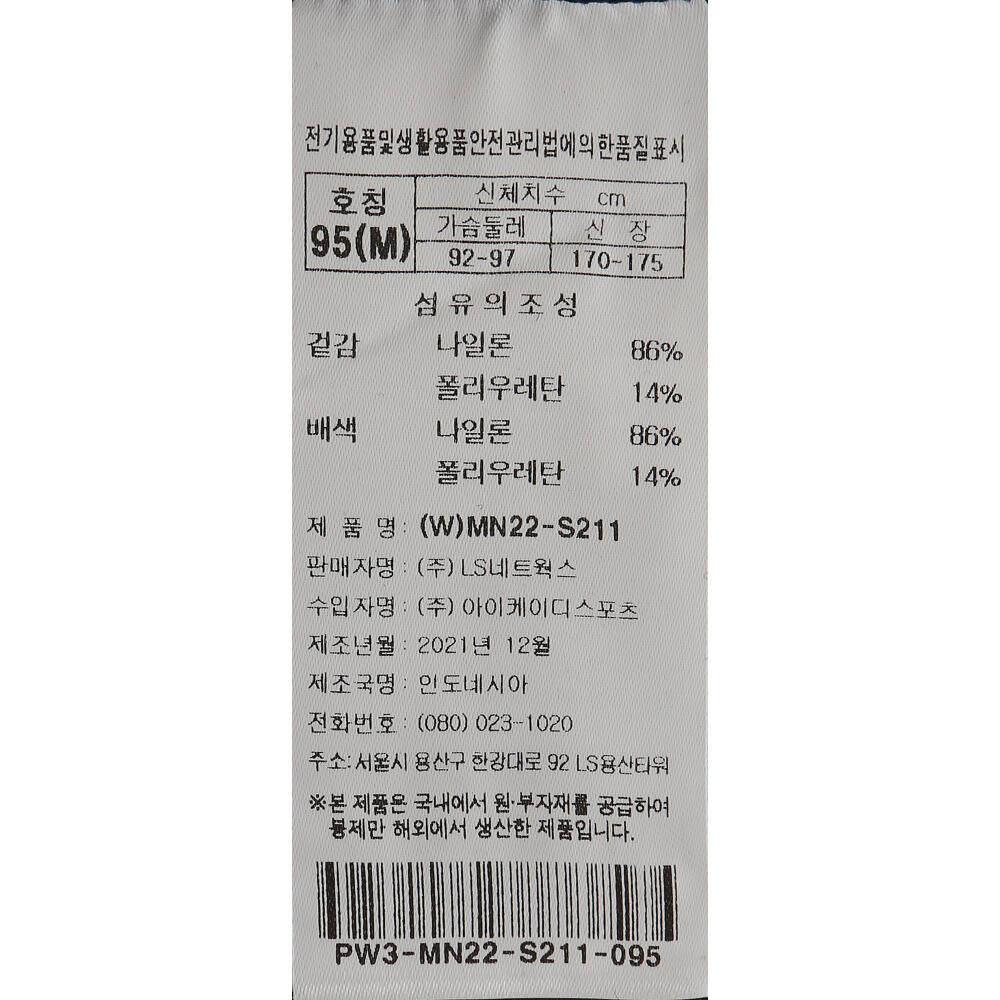 전기용품및생활용품안전관리법에의한품질표시
호칭 신체치수 cm
95(M) 가슴둘레 신 장
92~97 170~175
섬유의조성
겉감 나일론 86%
폴리우레탄 14%
배색 나일론 86%
폴리우레탄 14%
제 품 명: (W)MN22-S211
판매자명: (주)LS네트웍스
수입자명: (주)아이케이디스포츠
제조년월: 2021년 12월
제조국명: 인도네시아
전화번호: (080)023-1020
주소:서울시 용산구 한강대로 92 LS용산타워
※본 제품은 국내에서 원·부자재를 공급하여
봉제만 해외에서 생산한 제품입니다.
PW3-MN22-S211-095